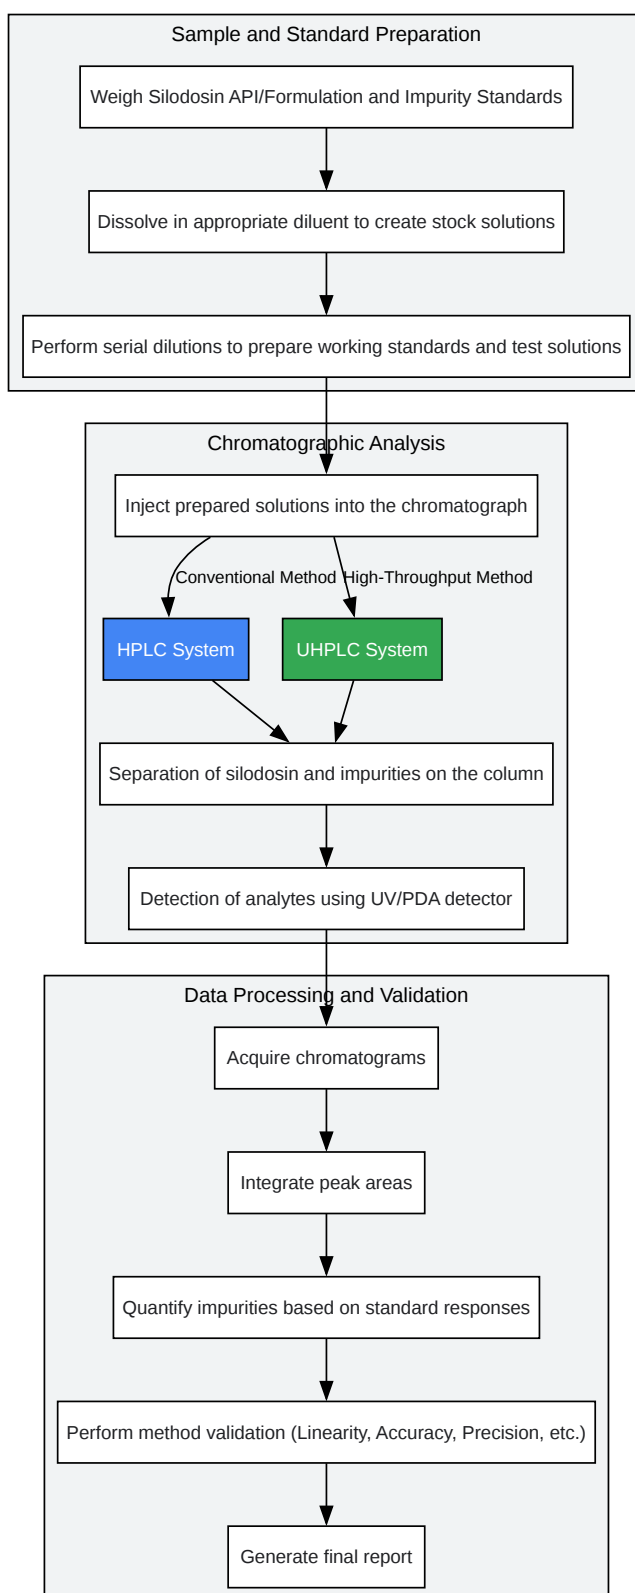 Sample and Standard Preparation
Weigh Silodosin API/Formulation and Impurity Standards
Dissolve in appropriate diluent to create stock solutions
Perform serial dilutions to prepare working standards and test solutions
Chromatographic Analysis
Inject prepared solutions into the chromatograph
Conventional Method
High-Throughput Method
HPLC System
UHPLC System
Separation of silodosin and impurities on the column
Detection of analytes using UV/PDA detector
Data Processing and Validation
Acquire chromatograms
Integrate peak areas
Quantify impurities based on standard responses
Perform method validation (Linearity, Accuracy, Precision, etc.)
Generate final report